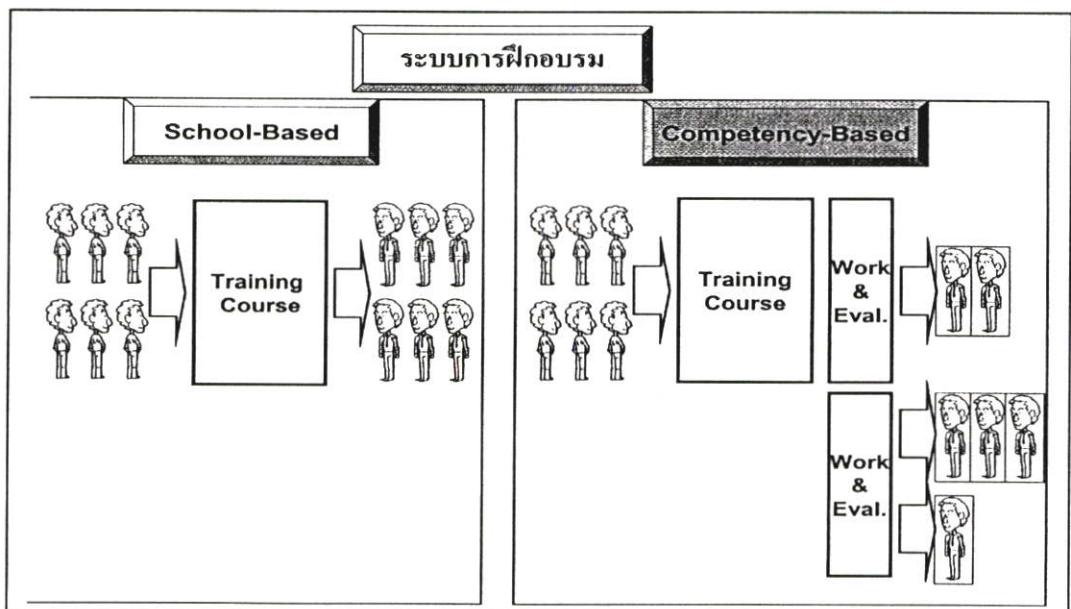 ระบบการฝึกอบรม
School-Based
Competency-Based
Training
Course
Training
Course
Work
&
Eval.
Work
&
Eval.